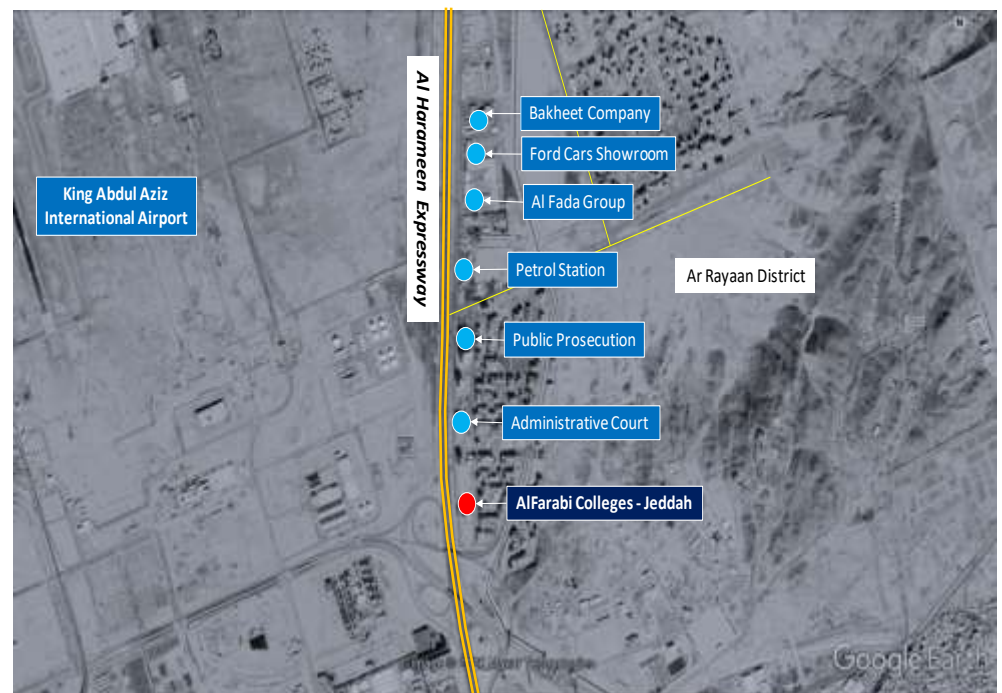 Al Harameen Expressway
Bakheet Company
Ford Cars Showroom
King Abdul Aziz
International Airport
Al Fada Group
Petrol Station
Ar Rayaan District
Public Prosecution
Administrative Court
AlFarabi Colleges - Jeddah
Google Earth